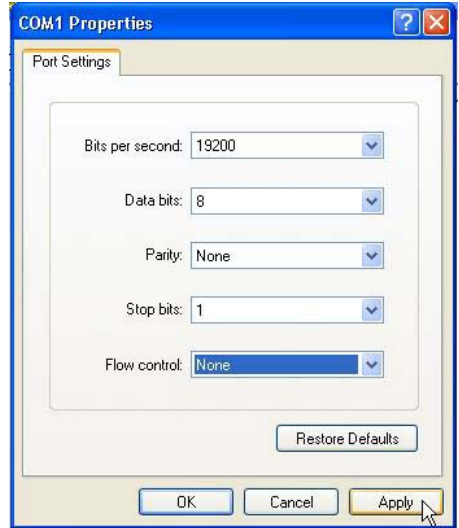 COM1 Properties
Port Settings
Bits per second: 19200
Data bits: 8
Parity: None
Stop bits: 1
Flow control: None
Restore Defaults
OK Cancel Apply